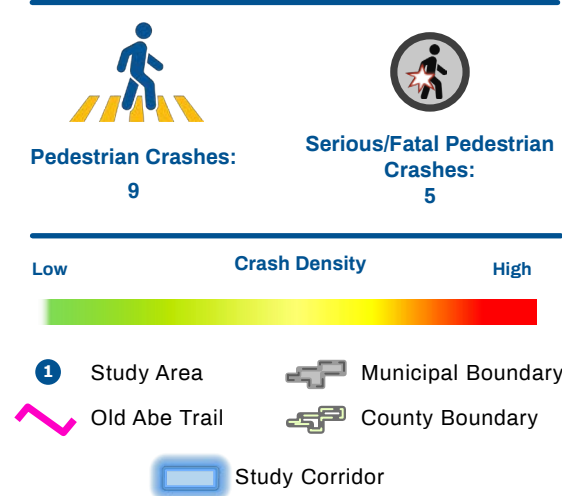 Pedestrian Crashes:
9
Serious/Fatal Pedestrian
Crashes:
5
Low
Crash Density
High
1
Study Area
Municipal Boundary
Old Abe Trail
County Boundary
Study Corridor